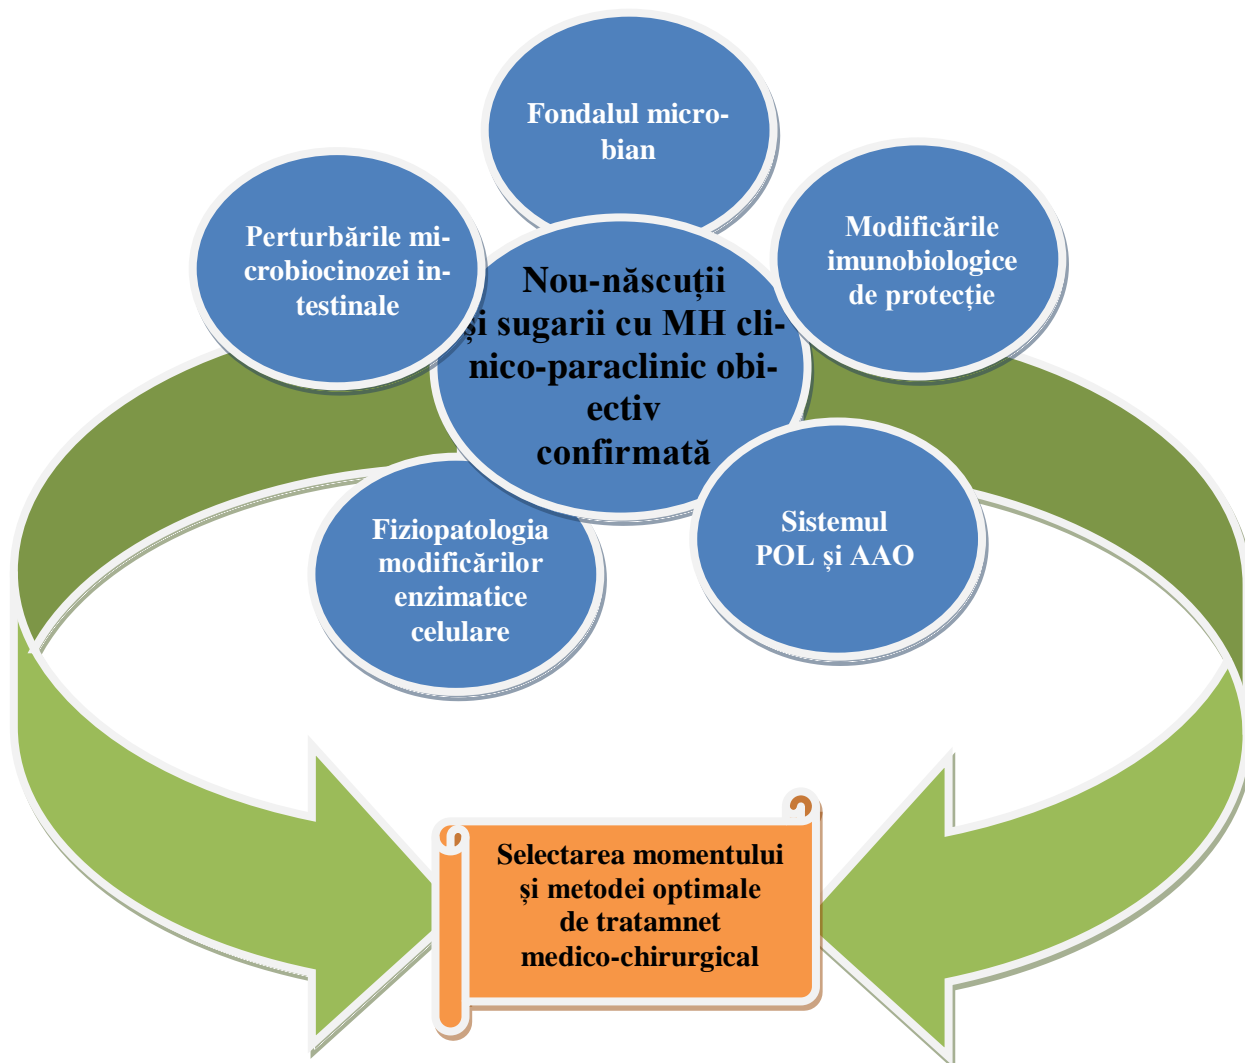 Fondalul micro-
bian
Perturbările mi-
crobiocinozei in-
testinale
Modificările
imunobiologice
de protecție
Nou-născuții
și sugarii cu MH cli-
nico-paraclinic obi-
ectiv
confirmată
Fiziopatologia
modificărilor
enzimatice
celulare
Sistemul
POL și AAO
Selectarea momentului
și metodei optimale
de tratamnet
medico-chirurgical